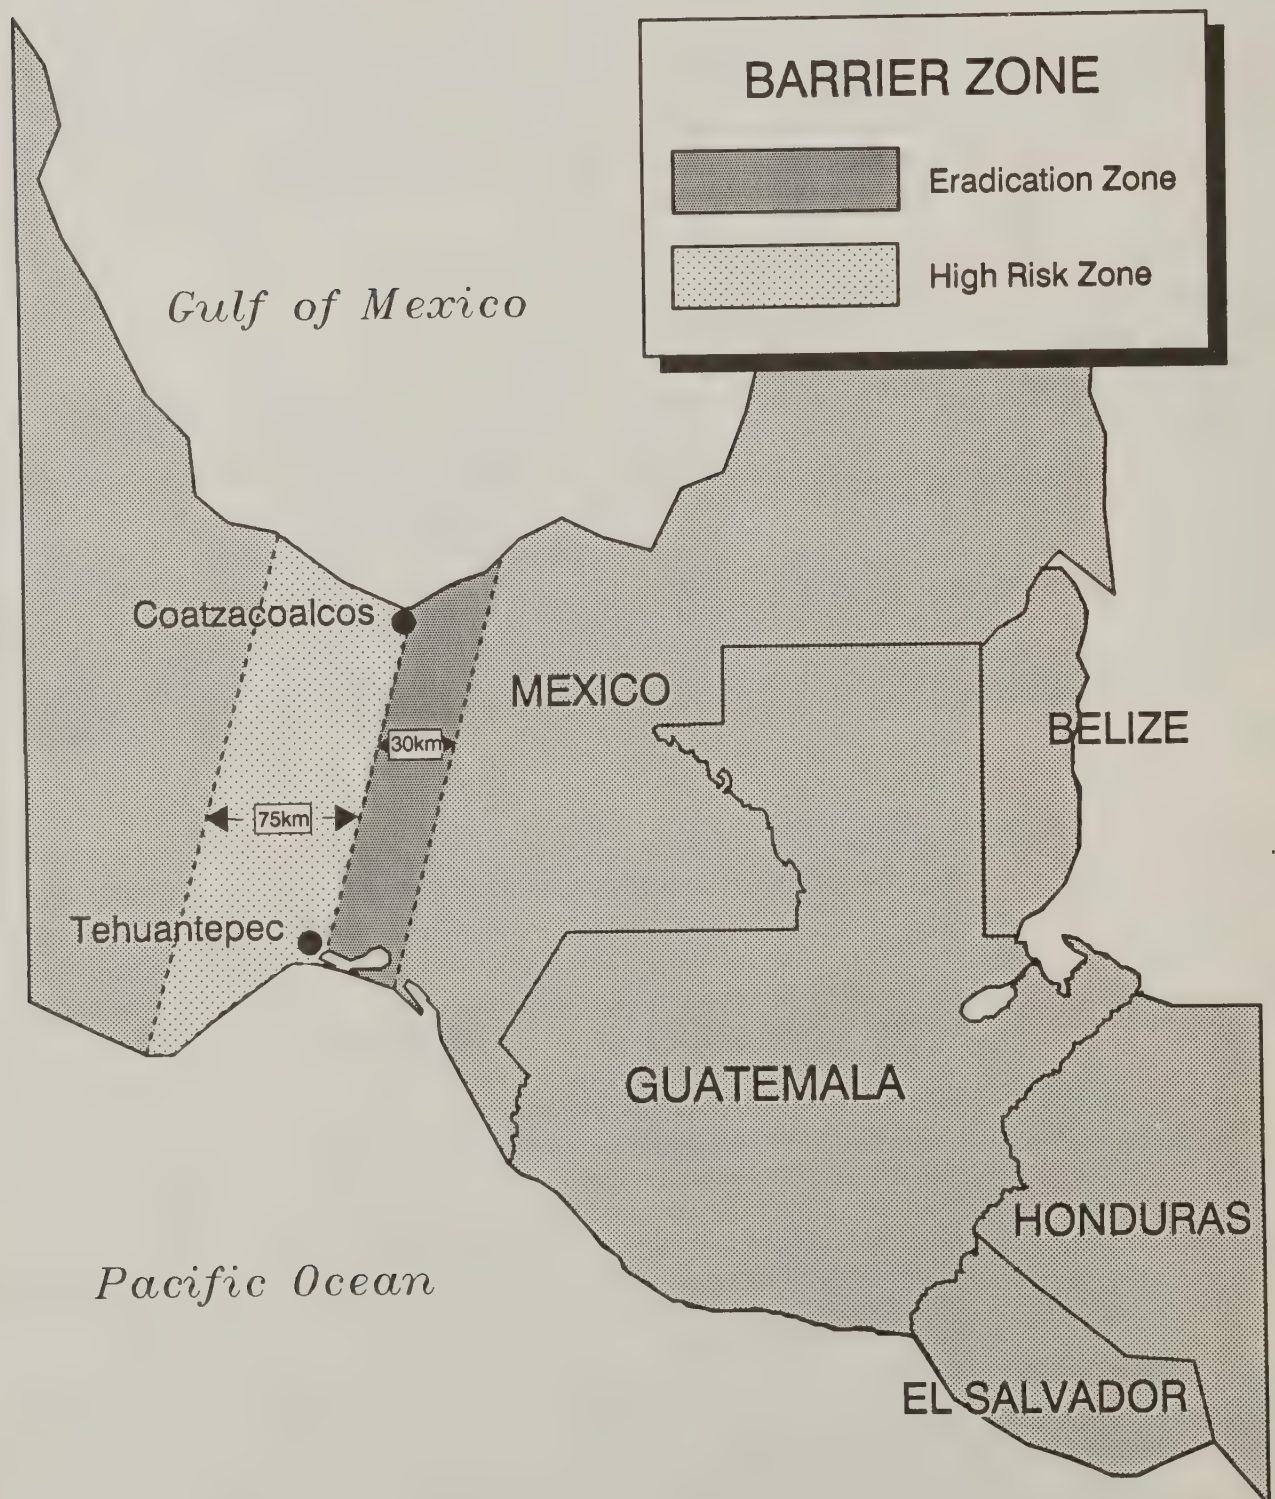 BARRIER ZONE
Eradication Zone
High Risk Zone
Gulf of Mexico
Coatzacoalcos
MEXICO
BELIZE
30km
75km
Tehuantepec
GUATEMALA
HONDURAS
Pacific Ocean
EL SALVADOR